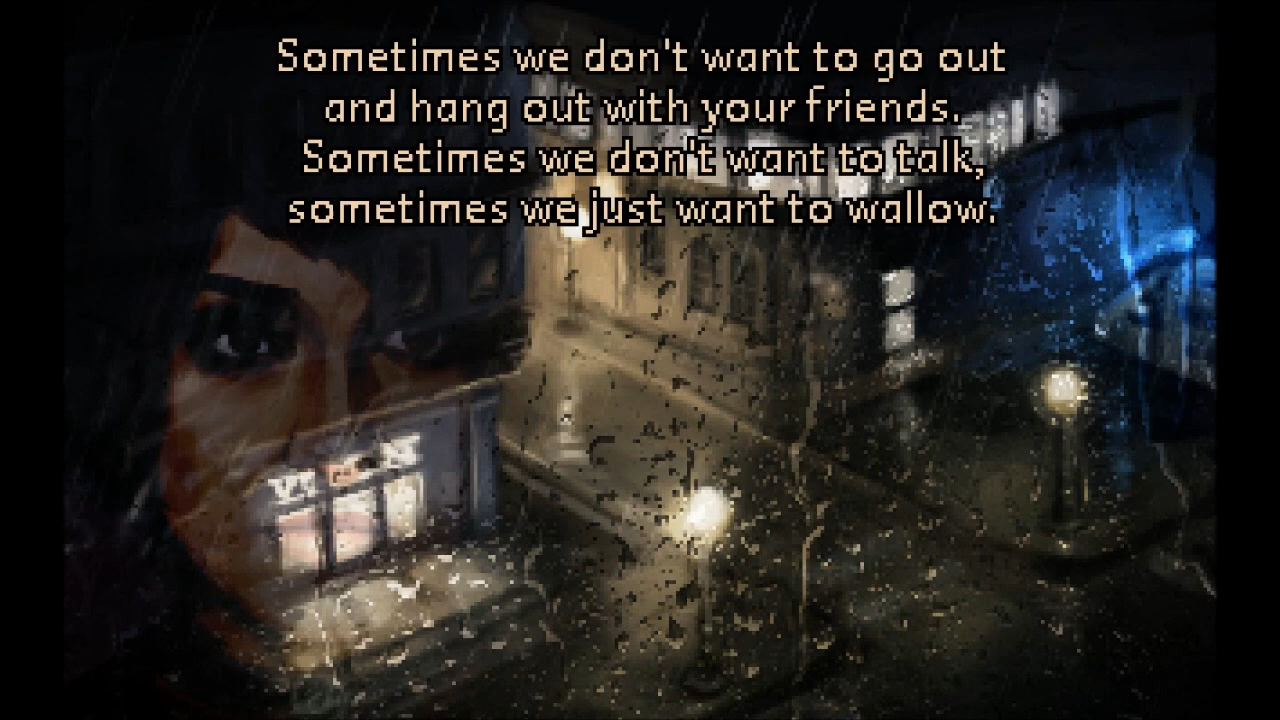 Sometimes we don't want to go out
and hang out with your friends.
Sometimes we don't want to talk,
sometimes we just want to wallow.